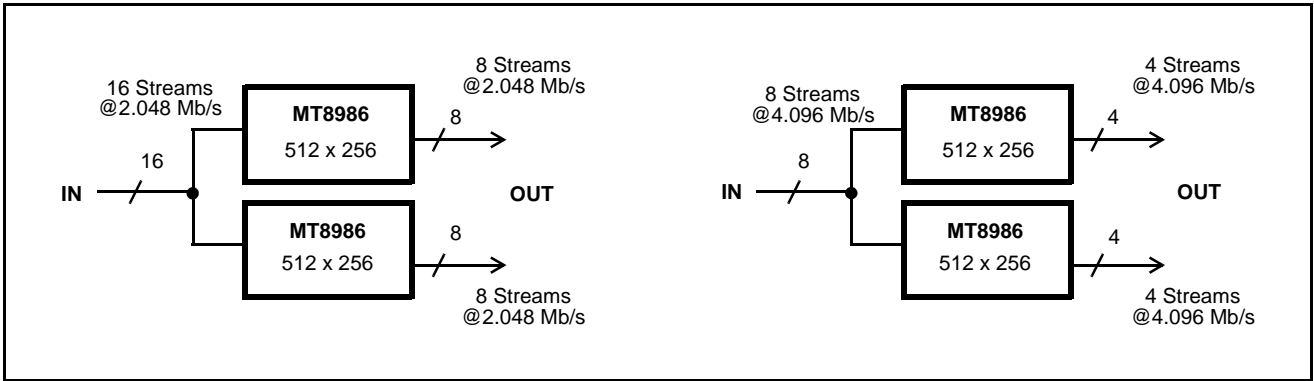 16 Streams
@2.048 Mb/s
IN
16
MT8986
512 x 256
8
8 Streams
@2.048 Mb/s
OUT
MT8986
512 x 256
8
8 Streams
@2.048 Mb/s
8 Streams
@4.096 Mb/s
IN
8
MT8986
512 x 256
4
4 Streams
@4.096 Mb/s
OUT
MT8986
512 x 256
4
4 Streams
@4.096 Mb/s